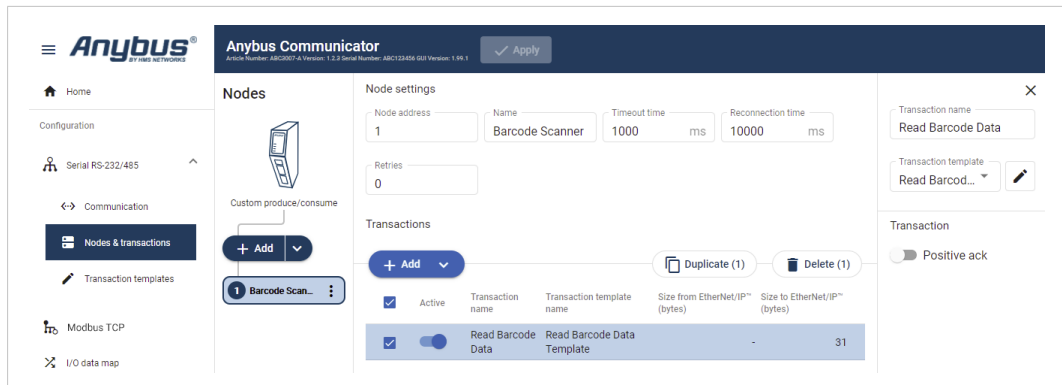 Anybus®
BY HMS NETWORKS
Anybus Communicator
Article Number: ABC3007-A Version: 1.2.3 Serial Number: ABC123456 GUI Version: 1.99.1
Apply
Home
Configuration
Serial RS-232/485
Communication
Nodes & transactions
Transaction templates
Modbus TCP
I/O data map
Nodes
Custom produce/consume
+ Add
1 Barcode Scan...
Node settings
Node address
1
Name
Barcode Scanner
Timeout time
1000 ms
Reconnection time
10000 ms
Retries
0
Transactions
+ Add
Duplicate (1)
Delete (1)
Active
Transaction name
Transaction template name
Size from EtherNet/IP™ (bytes)
Size to EtherNet/IP™ (bytes)
Read Barcode Data
Read Barcode Data Template
-
31
Transaction name
Read Barcode Data
Transaction template
Read Barcod...
Transaction
Positive ack